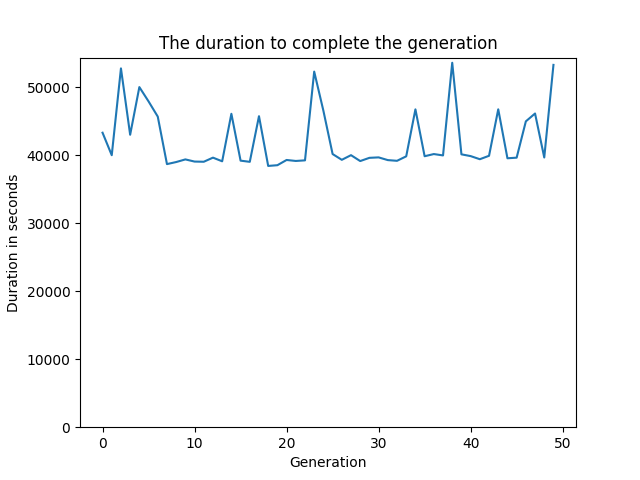 The duration to complete the generation
50000
40000
30000
20000
10000
0
Duration in seconds
0 10 20 30 40 50
Generation